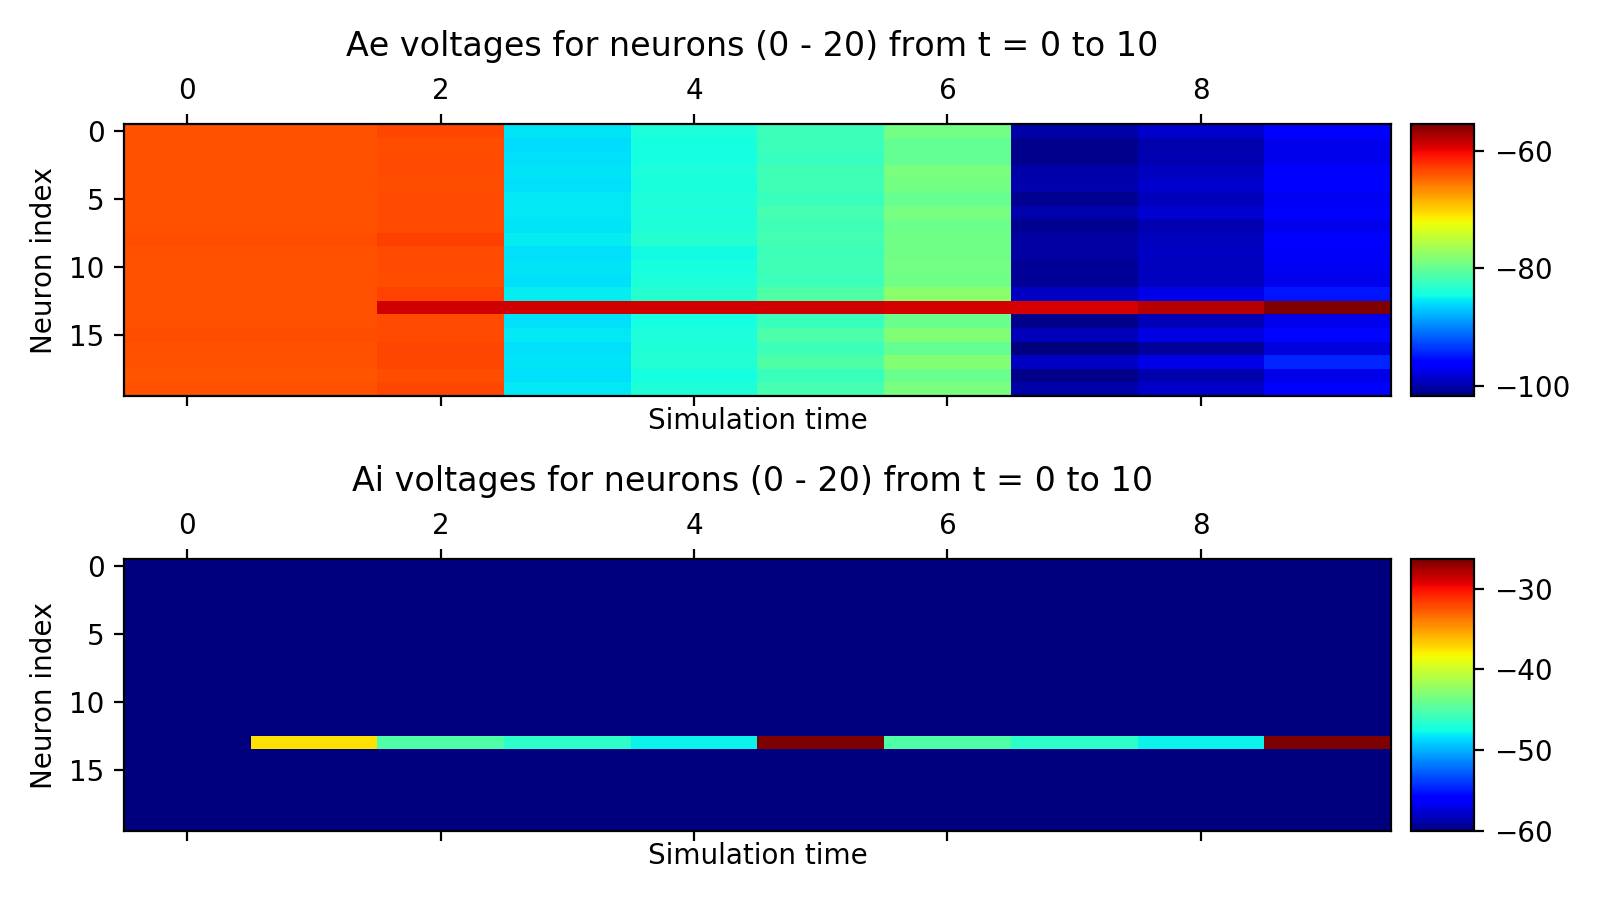 Ae voltages for neurons (0 - 20) from t = 0 to 10
0 2 4 6 8
Neuron index
0
5
10
15
−60
−80
−100
Simulation time
Ai voltages for neurons (0 - 20) from t = 0 to 10
0 2 4 6 8
Neuron index
0
5
10
15
−30
−40
−50
−60
Simulation time